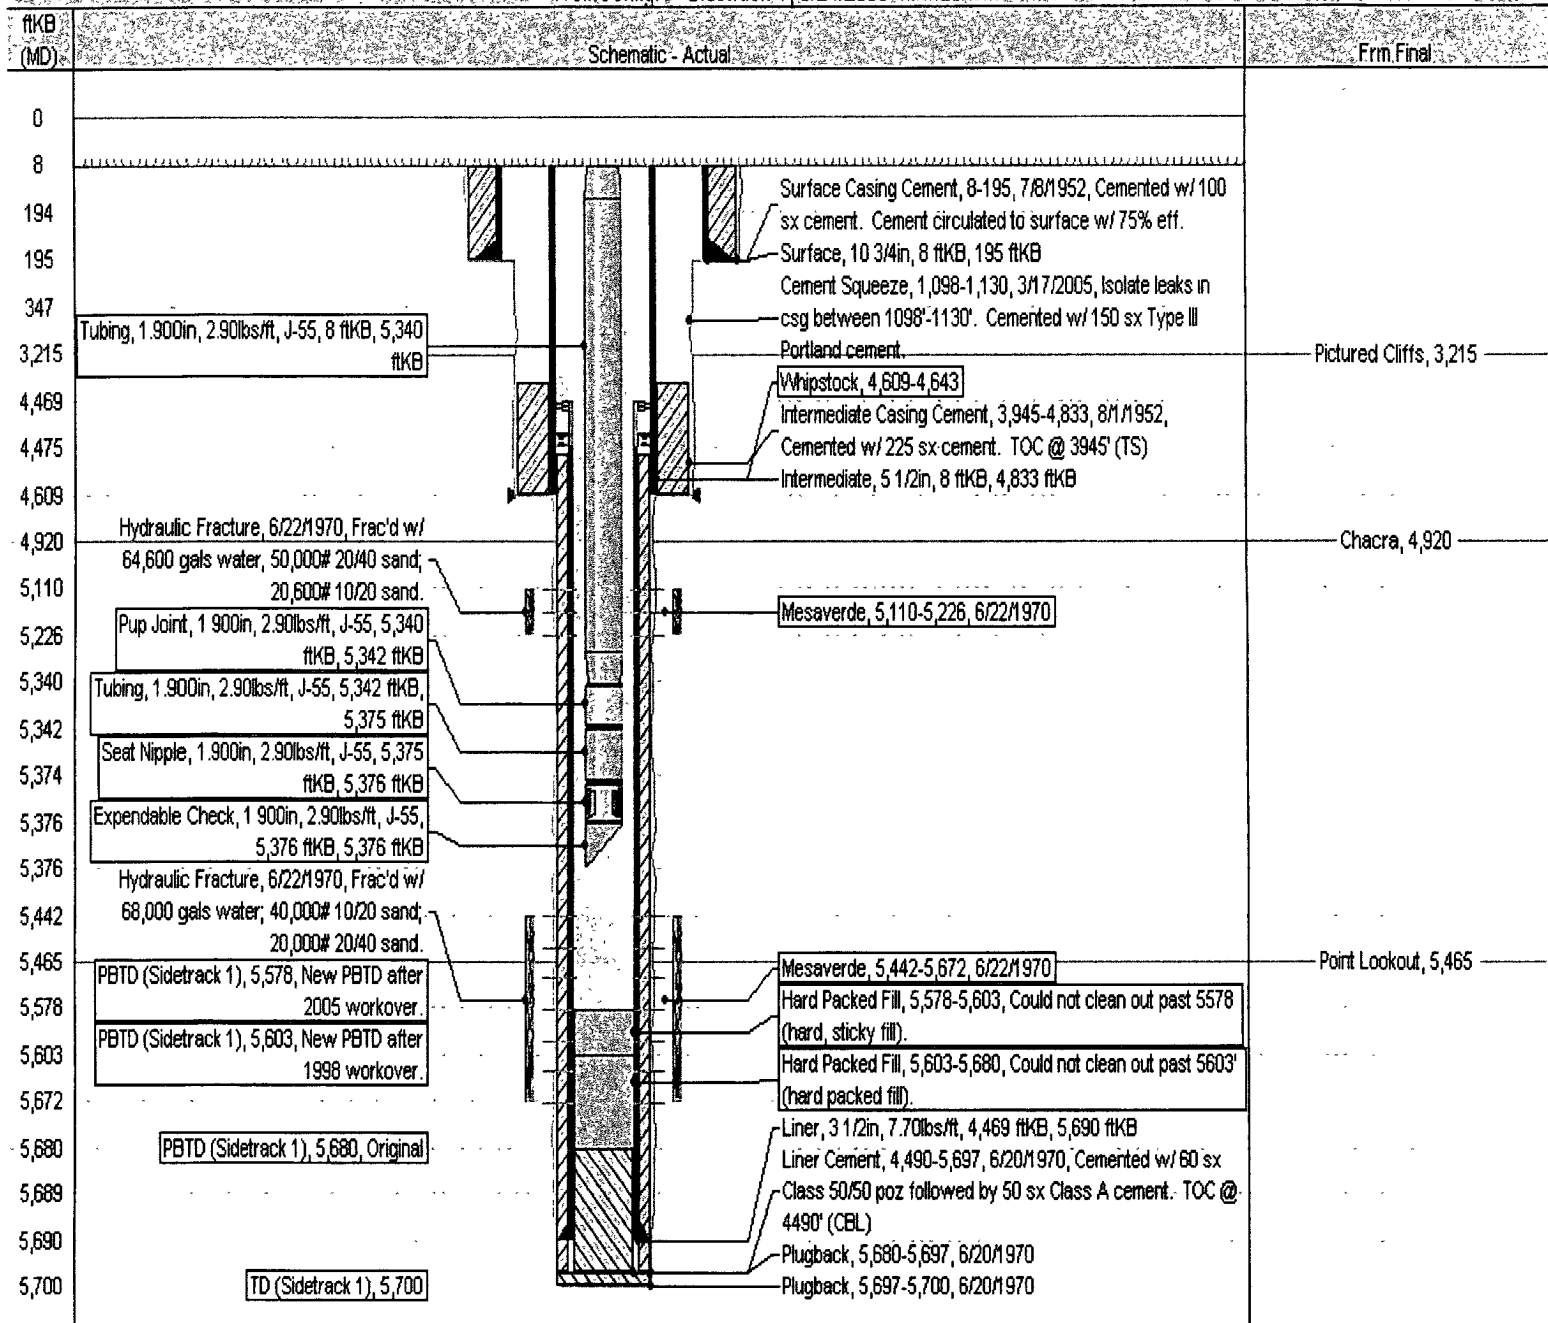 ftKB
(MD)
Schematic - Actual
Frm Final
0
8
194
195
347
3,215
4,469
4,475
4,609
4,920
5,110
5,226
5,340
5,342
5,374
5,376
5,376
5,442
5,465
5,578
5,603
5,672
5,680
5,689
5,690
5,700
Tubing, 1.900in, 2.90lbs/ft, J-55, 8 ftKB, 5,340
ftKB
Hydraulic Fracture, 6/22/1970, Frac'd w/
64,600 gals water, 50,000# 20/40 sand;
20,600# 10/20 sand.
Pup Joint, 1 900in, 2.90lbs/ft, J-55, 5,340
ftKB, 5,342 ftKB
Tubing, 1.900in, 2.90lbs/ft, J-55, 5,342 ftKB,
5,375 ftKB
Seat Nipple, 1.900in, 2.90lbs/ft, J-55, 5,375
ftKB, 5,376 ftKB
Expendable Check, 1 900in, 2.90lbs/ft, J-55,
5,376 ftKB, 5,376 ftKB
Hydraulic Fracture, 6/22/1970, Frac'd w/
68,000 gals water; 40,000# 10/20 sand;
20,000# 20/40 sand.
PBTD (Sidetrack 1), 5,578, New PBTD after
2005 workover.
PBTD (Sidetrack 1), 5,603, New PBTD after
1998 workover.
PBTD (Sidetrack 1), 5,680, Original
TD (Sidetrack 1), 5,700
Surface Casing Cement, 8-195, 7/8/1952, Cemented w/ 100
sx cement. Cement circulated to surface w/ 75% eff.
Surface, 10 3/4in, 8 ftKB, 195 ftKB
Cement Squeeze, 1,098-1,130, 3/17/2005, Isolate leaks in
csg between 1098'-1130'. Cemented w/ 150 sx Type III
Portland cement.
Whipstock, 4,609-4,643
Intermediate Casing Cement, 3,945-4,833, 8/1/1952,
Cemented w/ 225 sx cement. TOC @ 3945' (TS)
Intermediate, 5 1/2in, 8 ftKB, 4,833 ftKB
Mesaverde, 5,110-5,226, 6/22/1970
Mesaverde, 5,442-5,672, 6/22/1970
Hard Packed Fill, 5,578-5,603, Could not clean out past 5578
(hard, sticky fill).
Hard Packed Fill, 5,603-5,680, Could not clean out past 5603'
(hard packed fill).
Liner, 3 1/2in, 7.70lbs/ft, 4,469 ftKB, 5,690 ftKB
Liner Cement, 4,490-5,697, 6/20/1970, Cemented w/ 60 sx
Class 50/50 poz followed by 50 sx Class A cement. TOC @
4490' (CBL)
Plugback, 5,680-5,697, 6/20/1970
Plugback, 5,697-5,700, 6/20/1970
Pictured Cliffs, 3,215
Chacra, 4,920
Point Lookout, 5,465